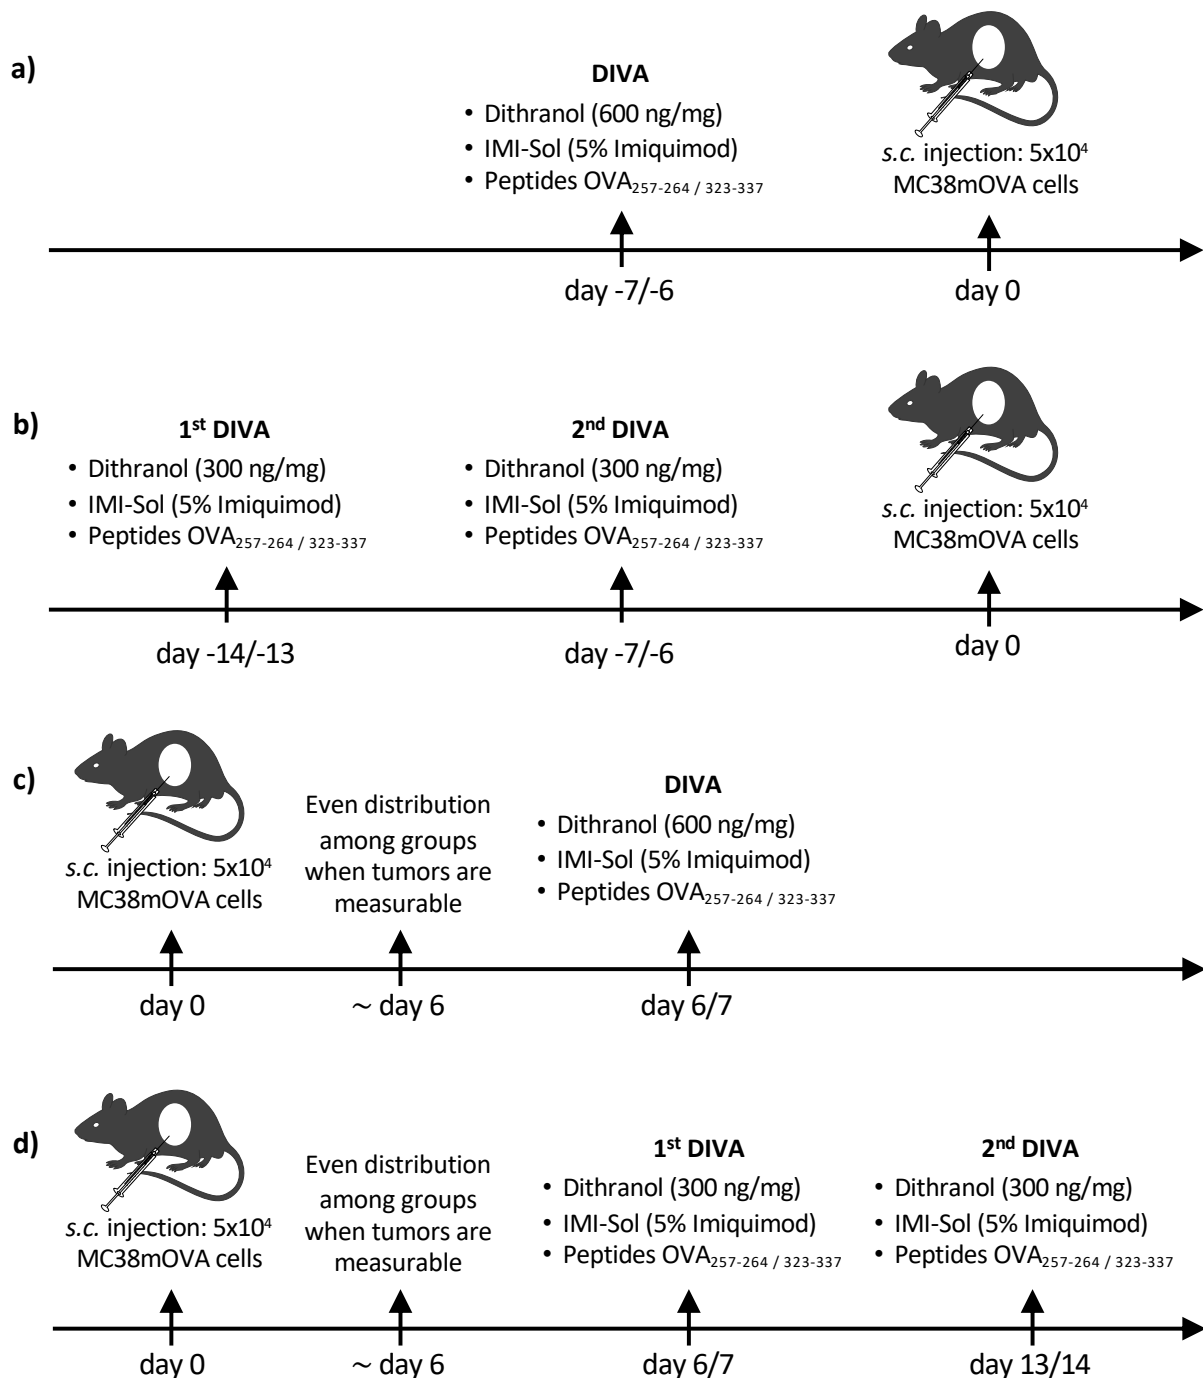 a)
DIVA
• Dithranol (600 ng/mg)
• IMI-Sol (5% Imiquimod)
• Peptides OVA257-264 / 323-337
s.c. injection: 5x10⁴
MC38mOVA cells
day -7/-6
day 0
b)
1st DIVA
• Dithranol (300 ng/mg)
• IMI-Sol (5% Imiquimod)
• Peptides OVA257-264 / 323-337
2nd DIVA
• Dithranol (300 ng/mg)
• IMI-Sol (5% Imiquimod)
• Peptides OVA257-264 / 323-337
s.c. injection: 5x10⁴
MC38mOVA cells
day -14/-13
day -7/-6
day 0
c)
s.c. injection: 5x10⁴
MC38mOVA cells
Even distribution
among groups
when tumors are
measurable
DIVA
• Dithranol (600 ng/mg)
• IMI-Sol (5% Imiquimod)
• Peptides OVA257-264 / 323-337
day 0
~ day 6
day 6/7
d)
s.c. injection: 5x10⁴
MC38mOVA cells
Even distribution
among groups
when tumors are
measurable
1st DIVA
• Dithranol (300 ng/mg)
• IMI-Sol (5% Imiquimod)
• Peptides OVA257-264 / 323-337
2nd DIVA
• Dithranol (300 ng/mg)
• IMI-Sol (5% Imiquimod)
• Peptides OVA257-264 / 323-337
day 0
~ day 6
day 6/7
day 13/14